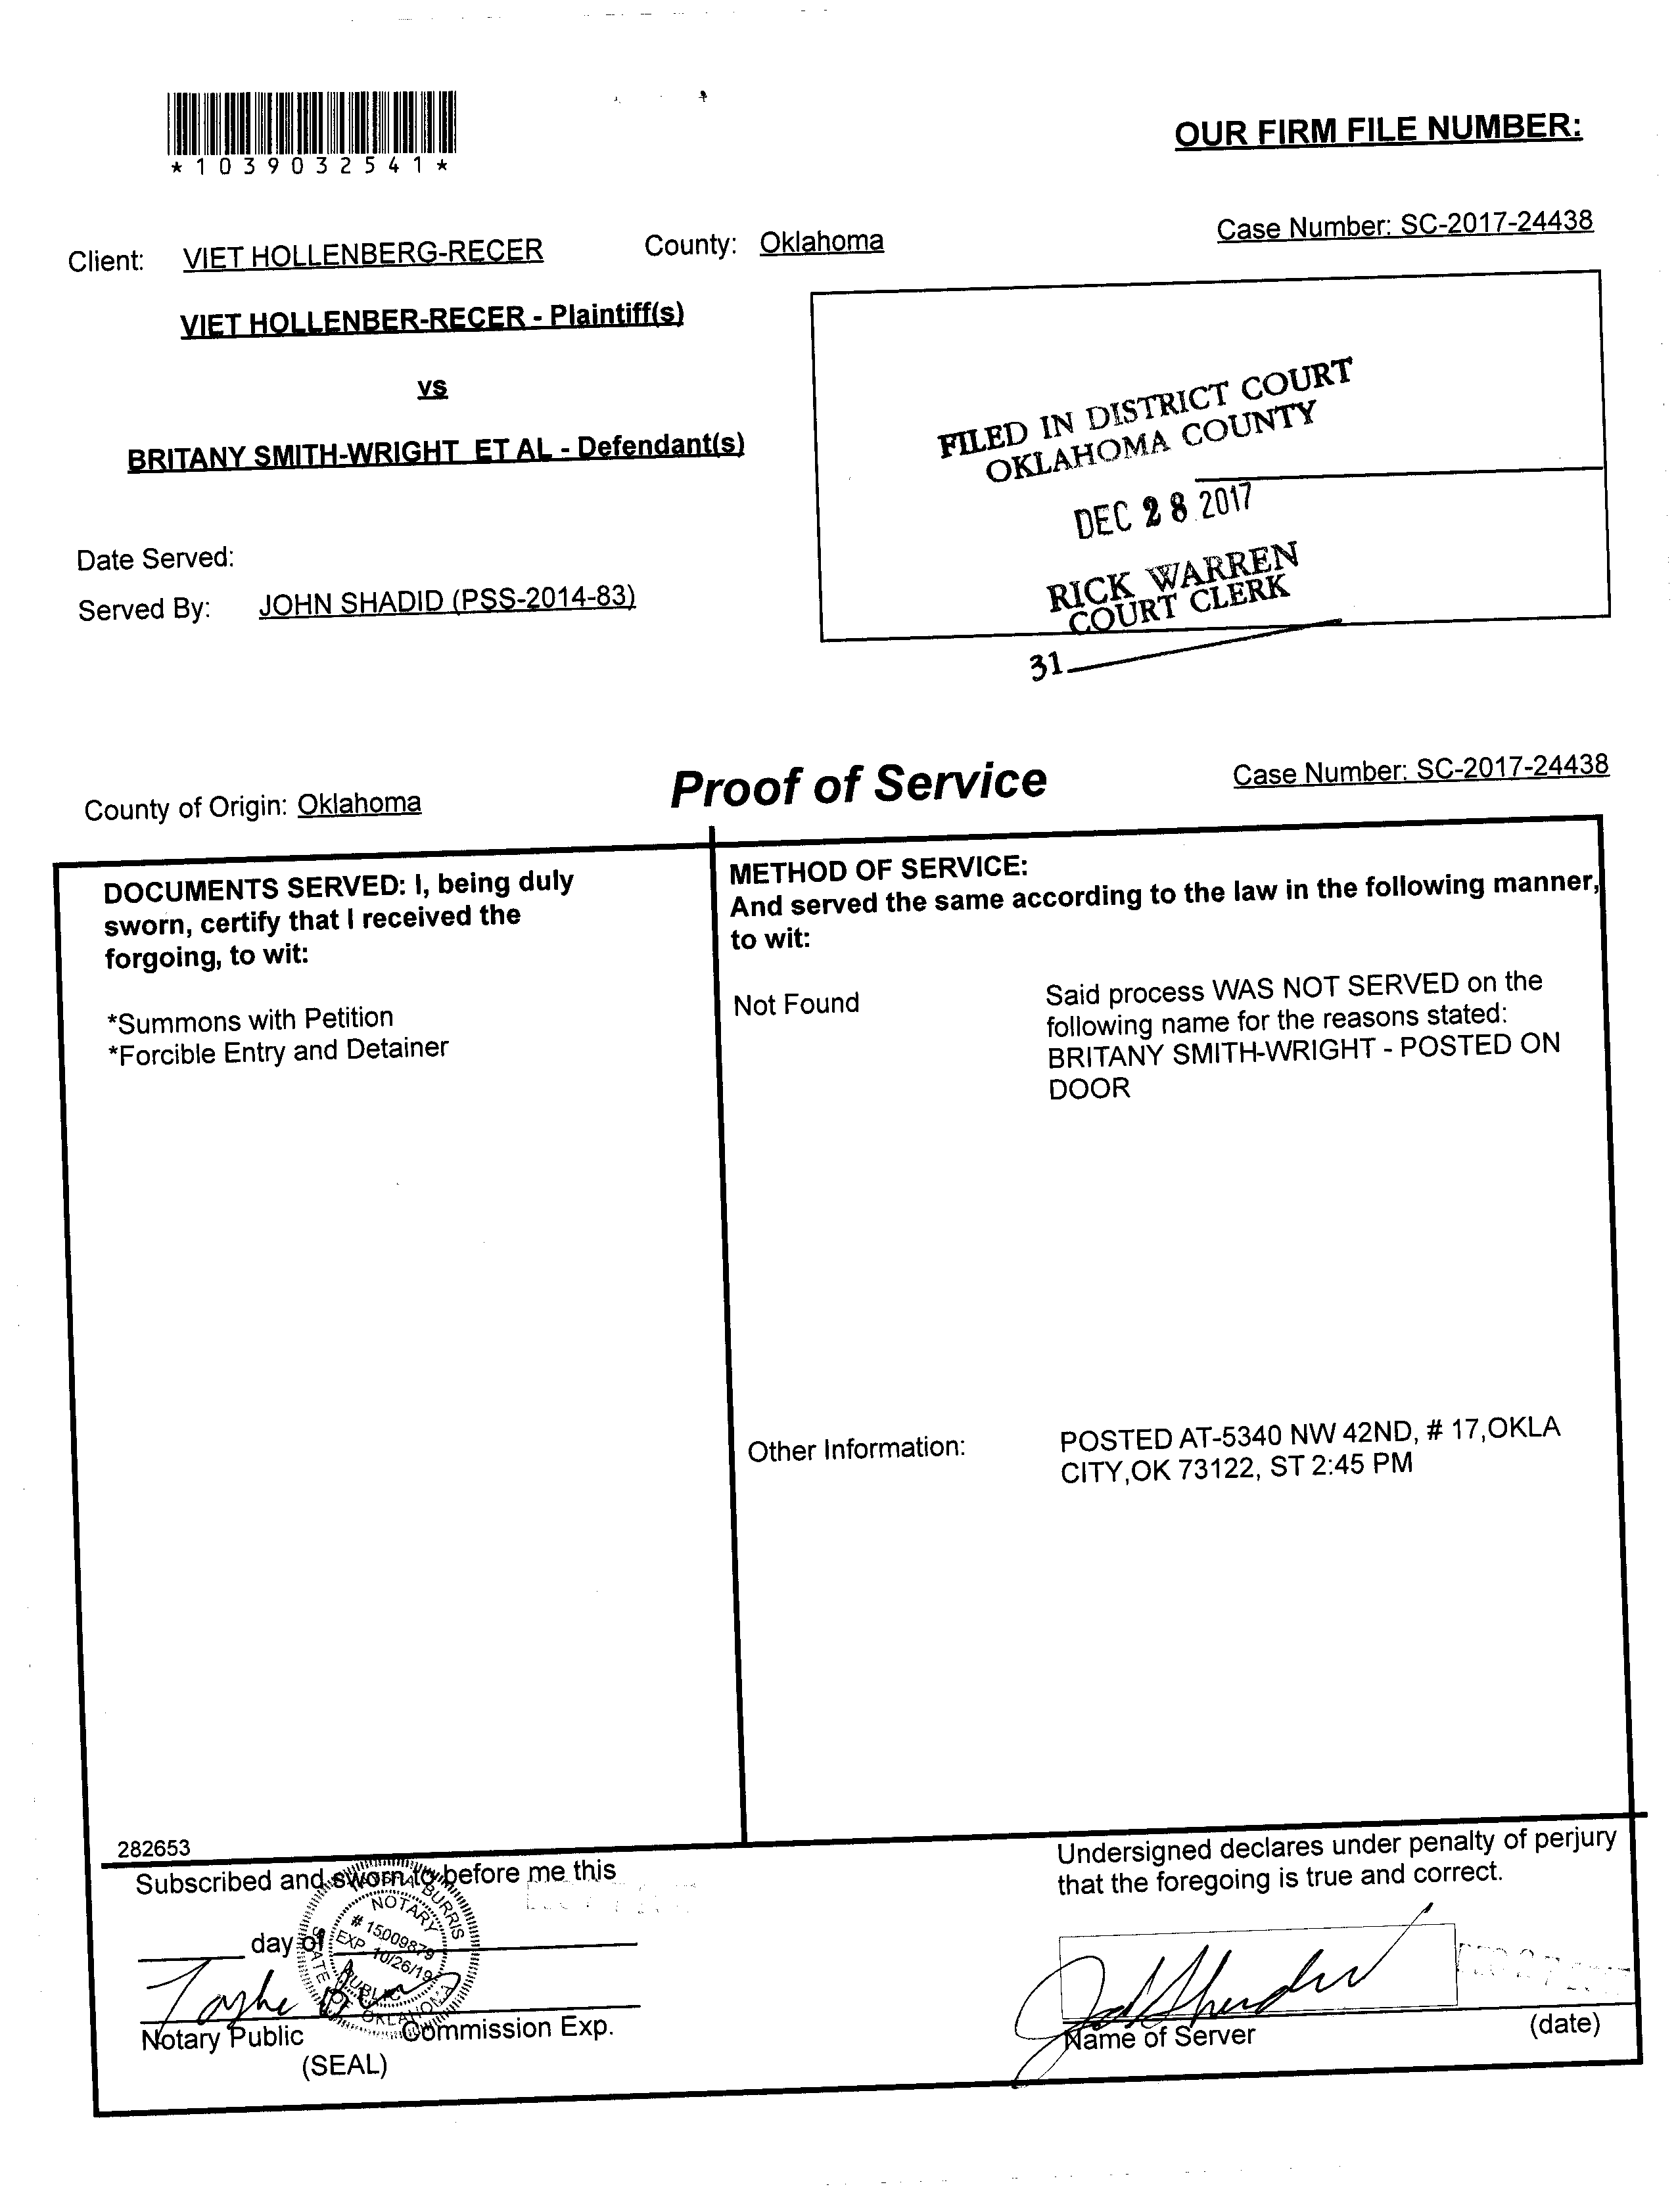 *1039032541*
OUR FIRM FILE NUMBER:
Client: VIET HOLLENBERG-RECER County: Oklahoma Case Number: SC-2017-24438
VIET HOLLENBER-RECER - Plaintiff(s)
vs
BRITANY SMITH-WRIGHT ET AL - Defendant(s)
FILED IN DISTRICT COURT
OKLAHOMA COUNTY
DEC 28 2017
RICK WARREN
COURT CLERK
31
Date Served:
Served By: JOHN SHADID (PSS-2014-83)
County of Origin: Oklahoma Proof of Service Case Number: SC-2017-24438
DOCUMENTS SERVED: I, being duly
sworn, certify that I received the
forgoing, to wit:
*Summons with Petition
*Forcible Entry and Detainer
METHOD OF SERVICE:
And served the same according to the law in the following manner,
to wit:
Not Found Said process WAS NOT SERVED on the
following name for the reasons stated:
BRITANY SMITH-WRIGHT - POSTED ON
DOOR
Other Information: POSTED AT-5340 NW 42ND, # 17,OKLA
CITY,OK 73122, ST 2:45 PM
282653
Subscribed and sworn to before me this
day of
Notary Public Commission Exp.
(SEAL)
BURRIS
NOTARY
# 15009879
EXP. 10/26/19
PUBLIC
STATE OF OKLAHOMA
Undersigned declares under penalty of perjury
that the foregoing is true and correct.
Name of Server (date)